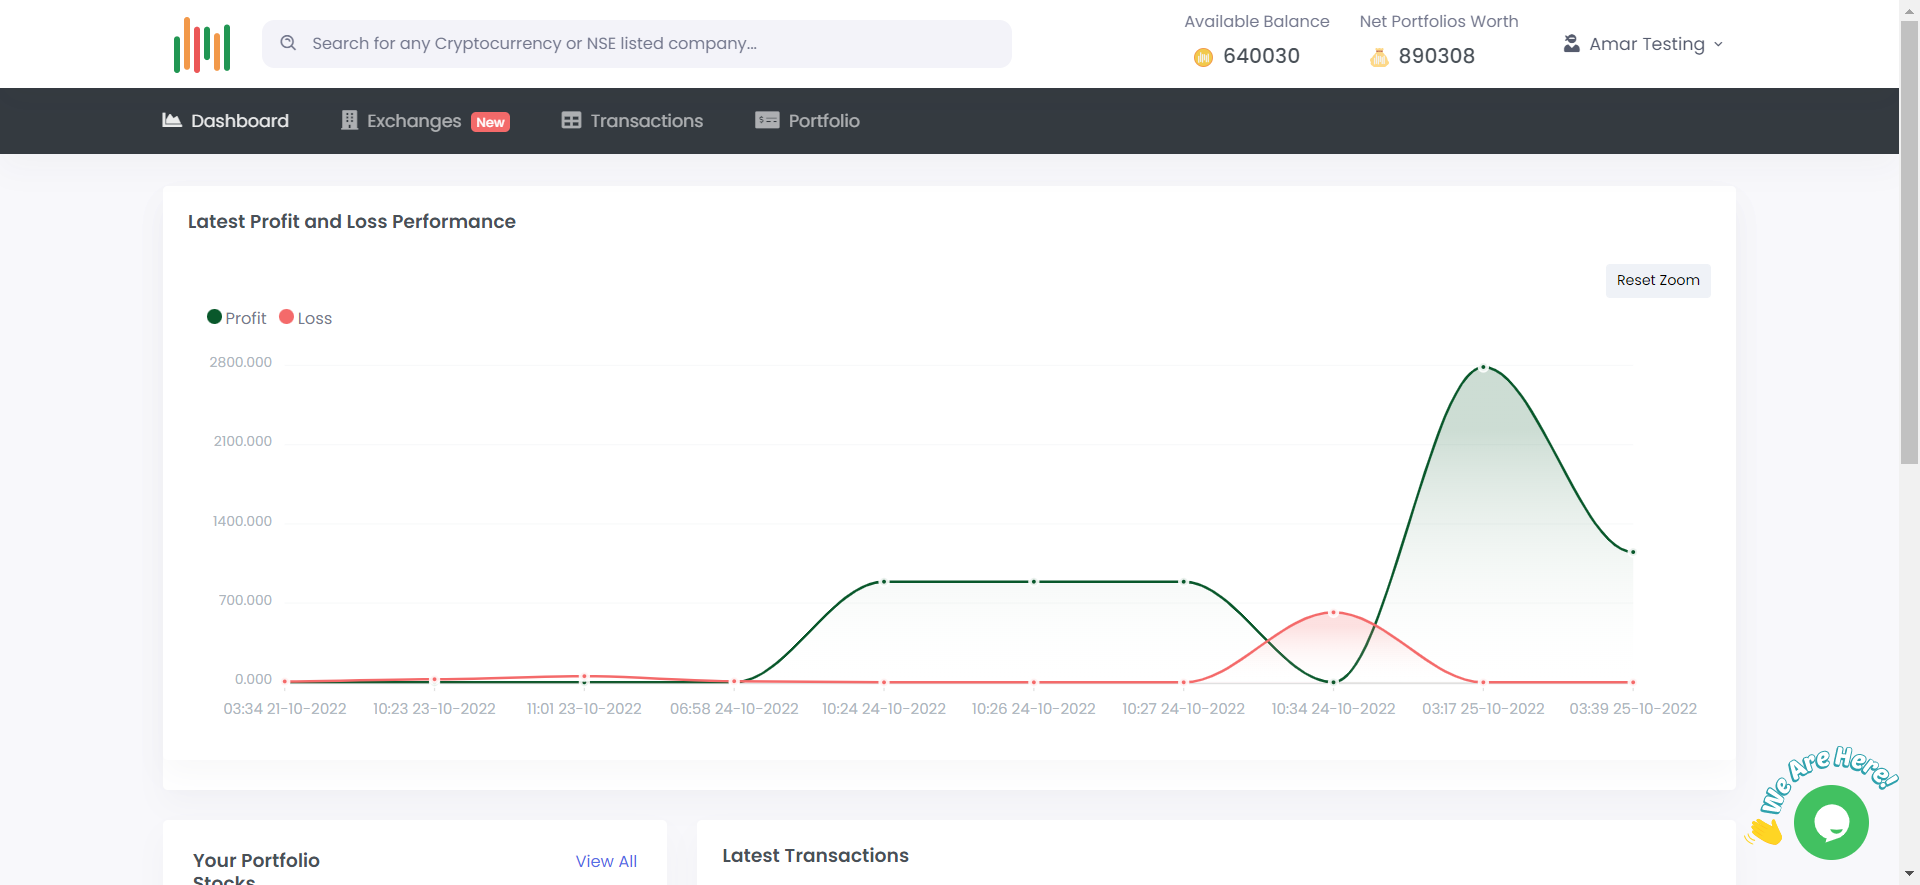 Search for any Cryptocurrency or NSE listed company...
Available Balance
640030
Net Portfolios Worth
890308
Amar Testing
Dashboard
Exchanges New
Transactions
Portfolio
Latest Profit and Loss Performance
Reset Zoom
Profit
Loss
2800.000
2100.000
1400.000
700.000
0.000
03:34 21-10-2022
10:23 23-10-2022
11:01 23-10-2022
06:58 24-10-2022
10:24 24-10-2022
10:26 24-10-2022
10:27 24-10-2022
10:34 24-10-2022
03:17 25-10-2022
03:39 25-10-2022
We Are Here!
Your Portfolio
Stocks
View All
Latest Transactions